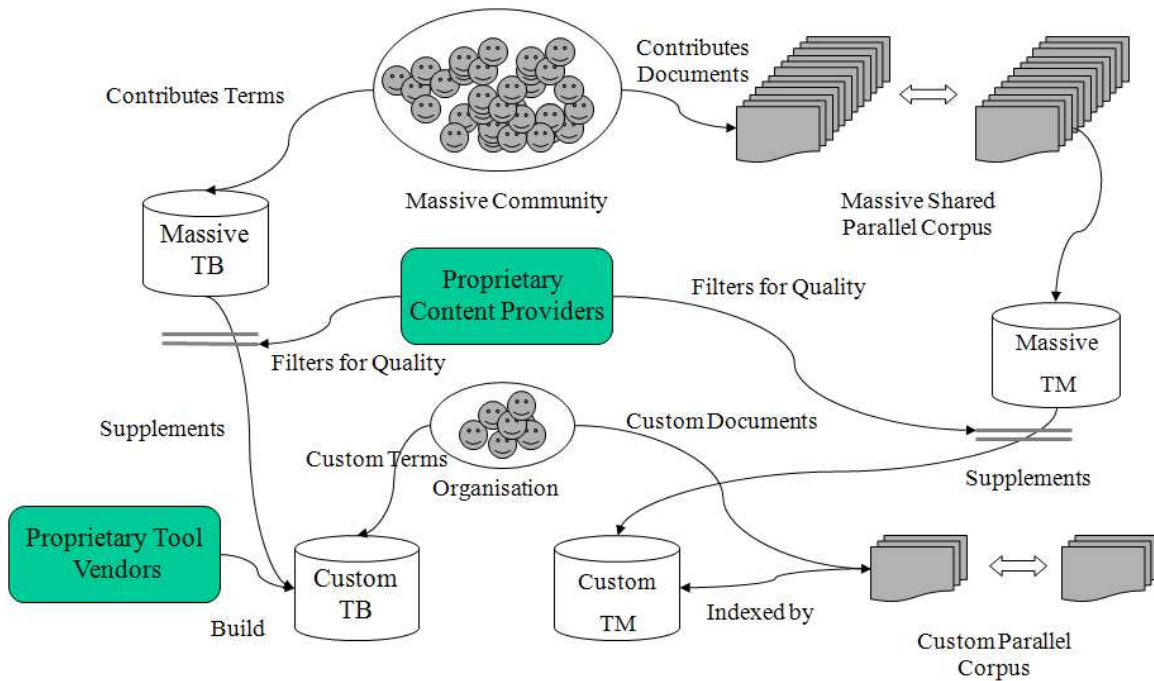 Contributes
Documents
Contributes Terms
Massive Community
Massive Shared
Parallel Corpus
Massive
TB
Proprietary
Content Providers
Filters for Quality
Massive
TM
Filters for Quality
Supplements
Custom Documents
Custom Terms
Organisation
Supplements
Proprietary Tool
Vendors
Custom
TB
Custom
TM
Build
Indexed by
Custom Parallel
Corpus